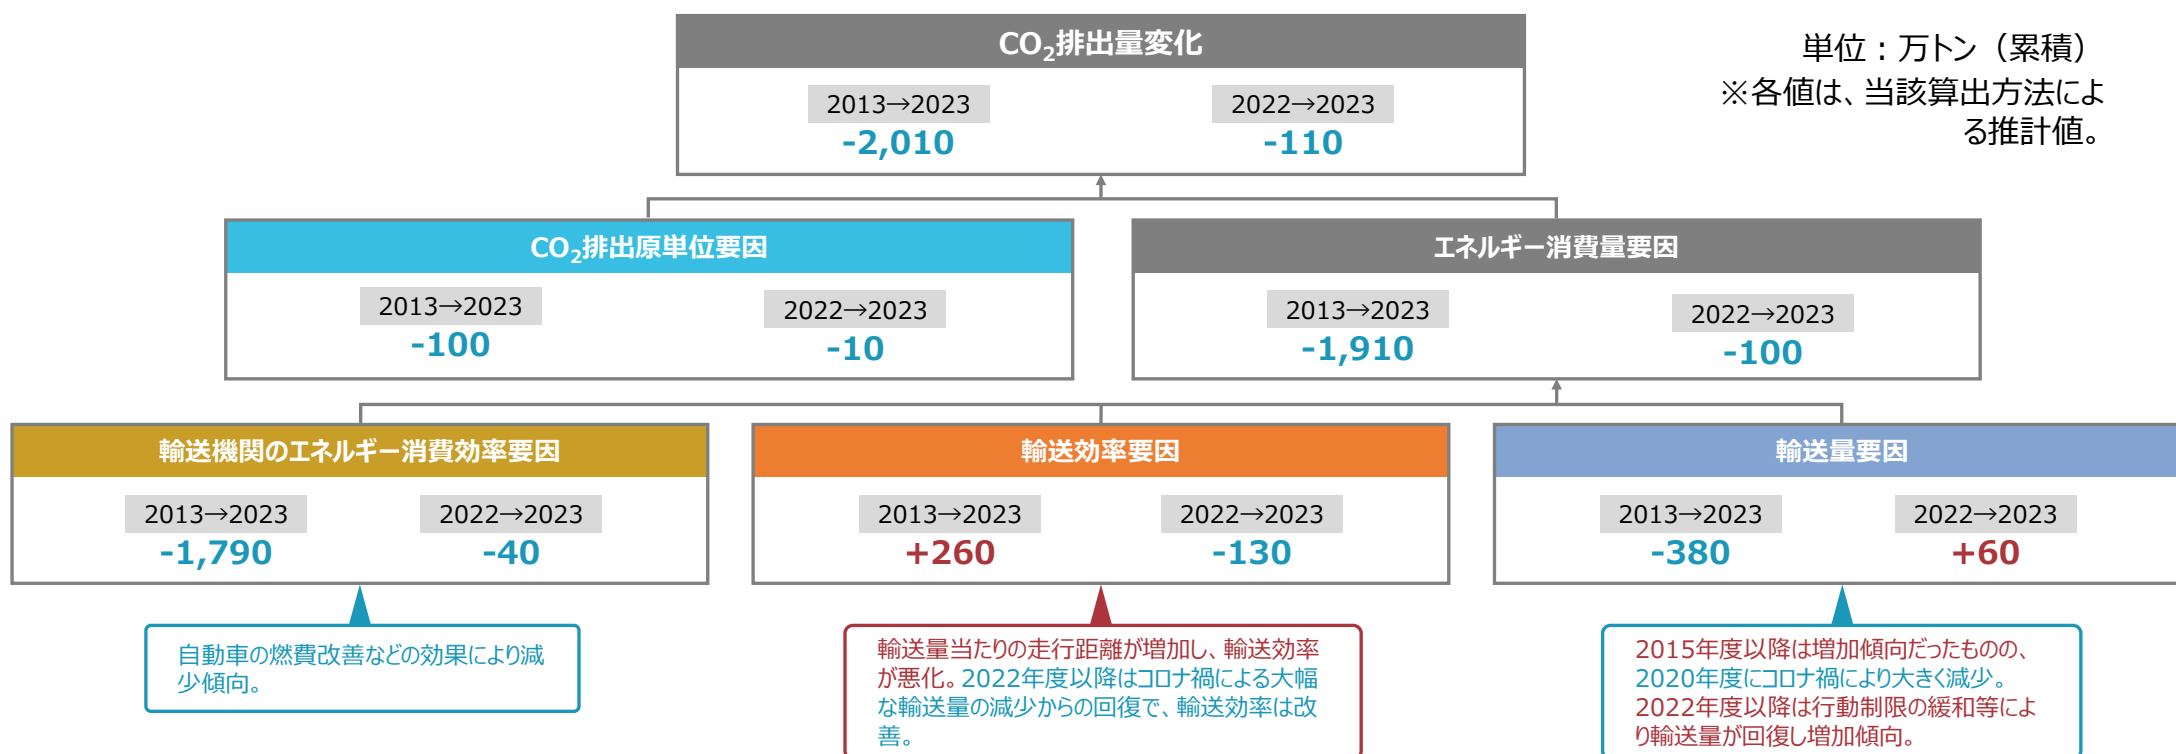 CO2排出量変化
単位：万トン（累積）
※各値は、当該算出方法によ
る推計値。
2013→2023
2022→2023
-2,010
-110
CO2排出原単位要因
2013→2023
2022→2023
-100
-10
エネルギー消費量要因
2013→2023
2022→2023
-1,910
-100
輸送機関のエネルギー消費効率要因
2013→2023
2022→2023
-1,790
-40
自動車の燃費改善などの効果により減
少傾向。
輸送効率要因
2013→2023
2022→2023
+260
-130
輸送量当たりの走行距離が増加し、輸送効率
が悪化。2022年度以降はコロナ禍による大幅
な輸送量の減少からの回復で、輸送効率は改
善。
輸送量要因
2013→2023
2022→2023
-380
+60
2015年度以降は増加傾向だったものの、
2020年度にコロナ禍により大きく減少。
2022年度以降は行動制限の緩和等によ
り輸送量が回復し増加傾向。